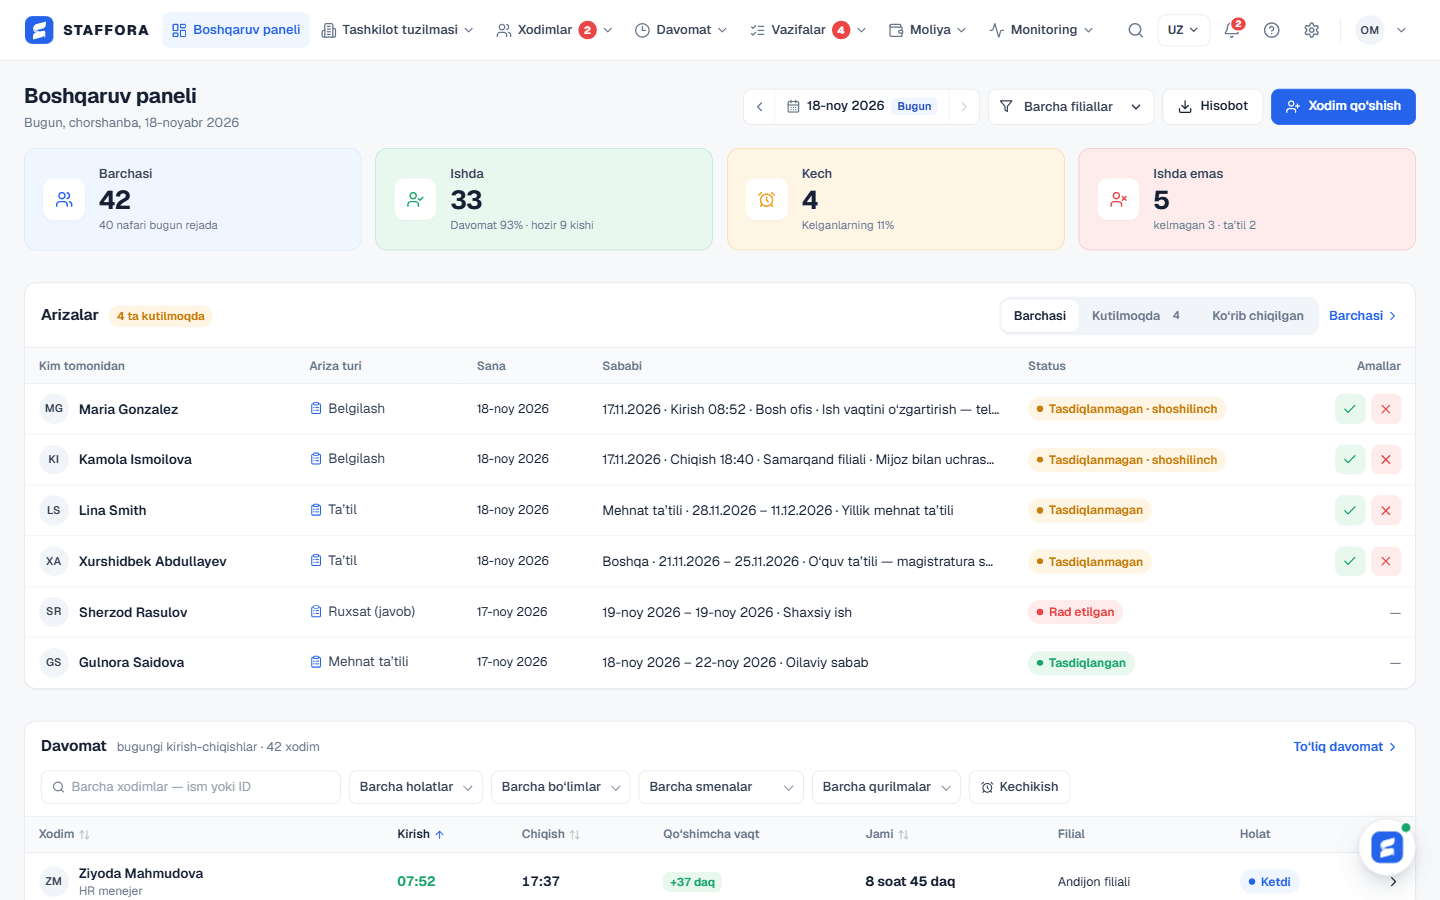 STAFFORA
Boshqaruv paneli
Tashkilot tuzilmasi
Xodimlar 2
Davomat
Vazifalar 4
Moliya
Monitoring
UZ
2
OM
Boshqaruv paneli
Bugun, chorshanba, 18-noyabr 2026
18-noy 2026 Bugun
Barcha filiallar
Hisobot
Xodim qo‘shish
Barchasi
42
40 nafari bugun rejada
Ishda
33
Davomat 93% · hozir 9 kishi
Kech
4
Kelganlarning 11%
Ishda emas
5
kelmagan 3 · ta’til 2
Arizalar 4 ta kutilmoqda
Barchasi Kutilmoqda 4 Ko‘rib chiqilgan Barchasi
Kim tomonidan Ariza turi Sana Sababi Status Amallar
MG Maria Gonzalez Belgilash 18-noy 2026 17.11.2026 · Kirish 08:52 · Bosh ofis · Ish vaqtini o‘zgartirish — tel… Tasdiqlanmagan · shoshilinch
KI Kamola Ismoilova Belgilash 18-noy 2026 17.11.2026 · Chiqish 18:40 · Samarqand filiali · Mijoz bilan uchras… Tasdiqlanmagan · shoshilinch
LS Lina Smith Ta’til 18-noy 2026 Mehnat ta’tili · 28.11.2026 – 11.12.2026 · Yillik mehnat ta’tili Tasdiqlanmagan
XA Xurshidbek Abdullayev Ta’til 18-noy 2026 Boshqa · 21.11.2026 – 25.11.2026 · O‘quv ta’tili — magistratura s… Tasdiqlanmagan
SR Sherzod Rasulov Ruxsat (javob) 17-noy 2026 19-noy 2026 – 19-noy 2026 · Shaxsiy ish Rad etilgan —
GS Gulnora Saidova Mehnat ta’tili 17-noy 2026 18-noy 2026 – 22-noy 2026 · Oilaviy sabab Tasdiqlangan —
Davomat bugungi kirish-chiqishlar · 42 xodim To‘liq davomat
Barcha xodimlar — ism yoki ID Barcha holatlar Barcha bo‘limlar Barcha smenalar Barcha qurilmalar Kechikish
Xodim Kirish Chiqish Qo‘shimcha vaqt Jami Filial Holat
ZM Ziyoda Mahmudova 07:52 17:37 +37 daq 8 soat 45 daq Andijon filiali Ketdi
HR menejer